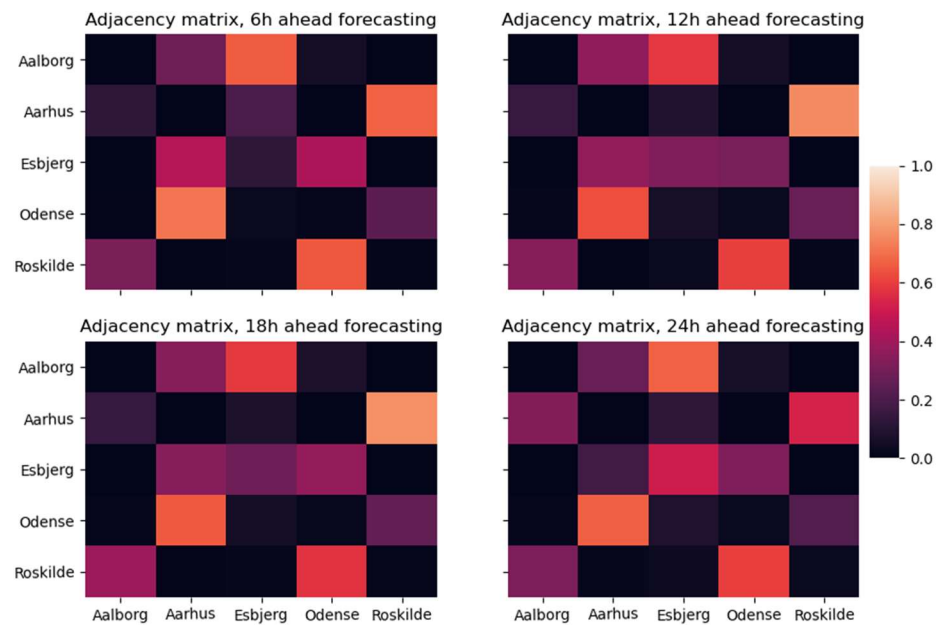 Adjacency matrix, 6h ahead forecasting
Adjacency matrix, 12h ahead forecasting
Aalborg
Aarhus
Esbjerg
Odense
Roskilde
1.0
0.8
0.6
0.4
0.2
0.0
Adjacency matrix, 18h ahead forecasting
Adjacency matrix, 24h ahead forecasting
Aalborg
Aarhus
Esbjerg
Odense
Roskilde
Aalborg Aarhus Esbjerg Odense Roskilde
Aalborg Aarhus Esbjerg Odense Roskilde